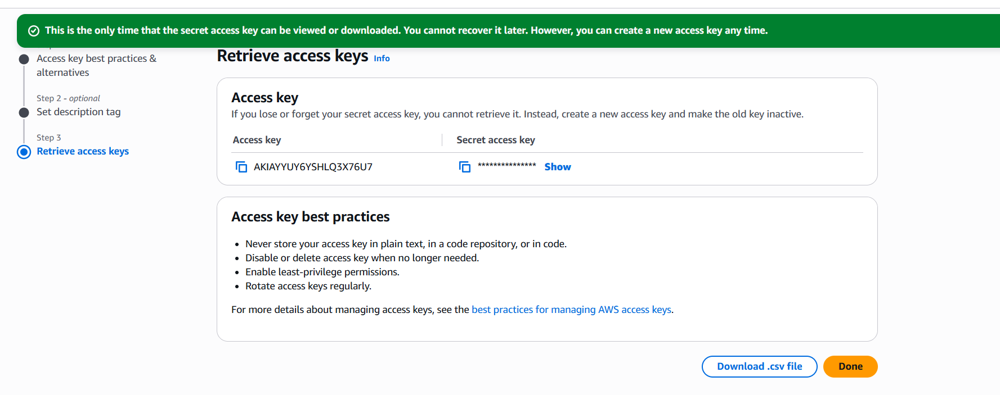 This is the only time that the secret access key can be viewed or downloaded. You cannot recover it later. However, you can create a new access key any time.
Access key best practices &
alternatives
Step 2 - optional
Set description tag
Step 3
Retrieve access keys
Retrieve access keys Info
Access key
If you lose or forget your secret access key, you cannot retrieve it. Instead, create a new access key and make the old key inactive.
Access key
Secret access key
AKIAYYUY6YSHLQ3X76U7
*************** Show
Access key best practices
• Never store your access key in plain text, in a code repository, or in code.
• Disable or delete access key when no longer needed.
• Enable least-privilege permissions.
• Rotate access keys regularly.
For more details about managing access keys, see the best practices for managing AWS access keys.
Download .csv file
Done